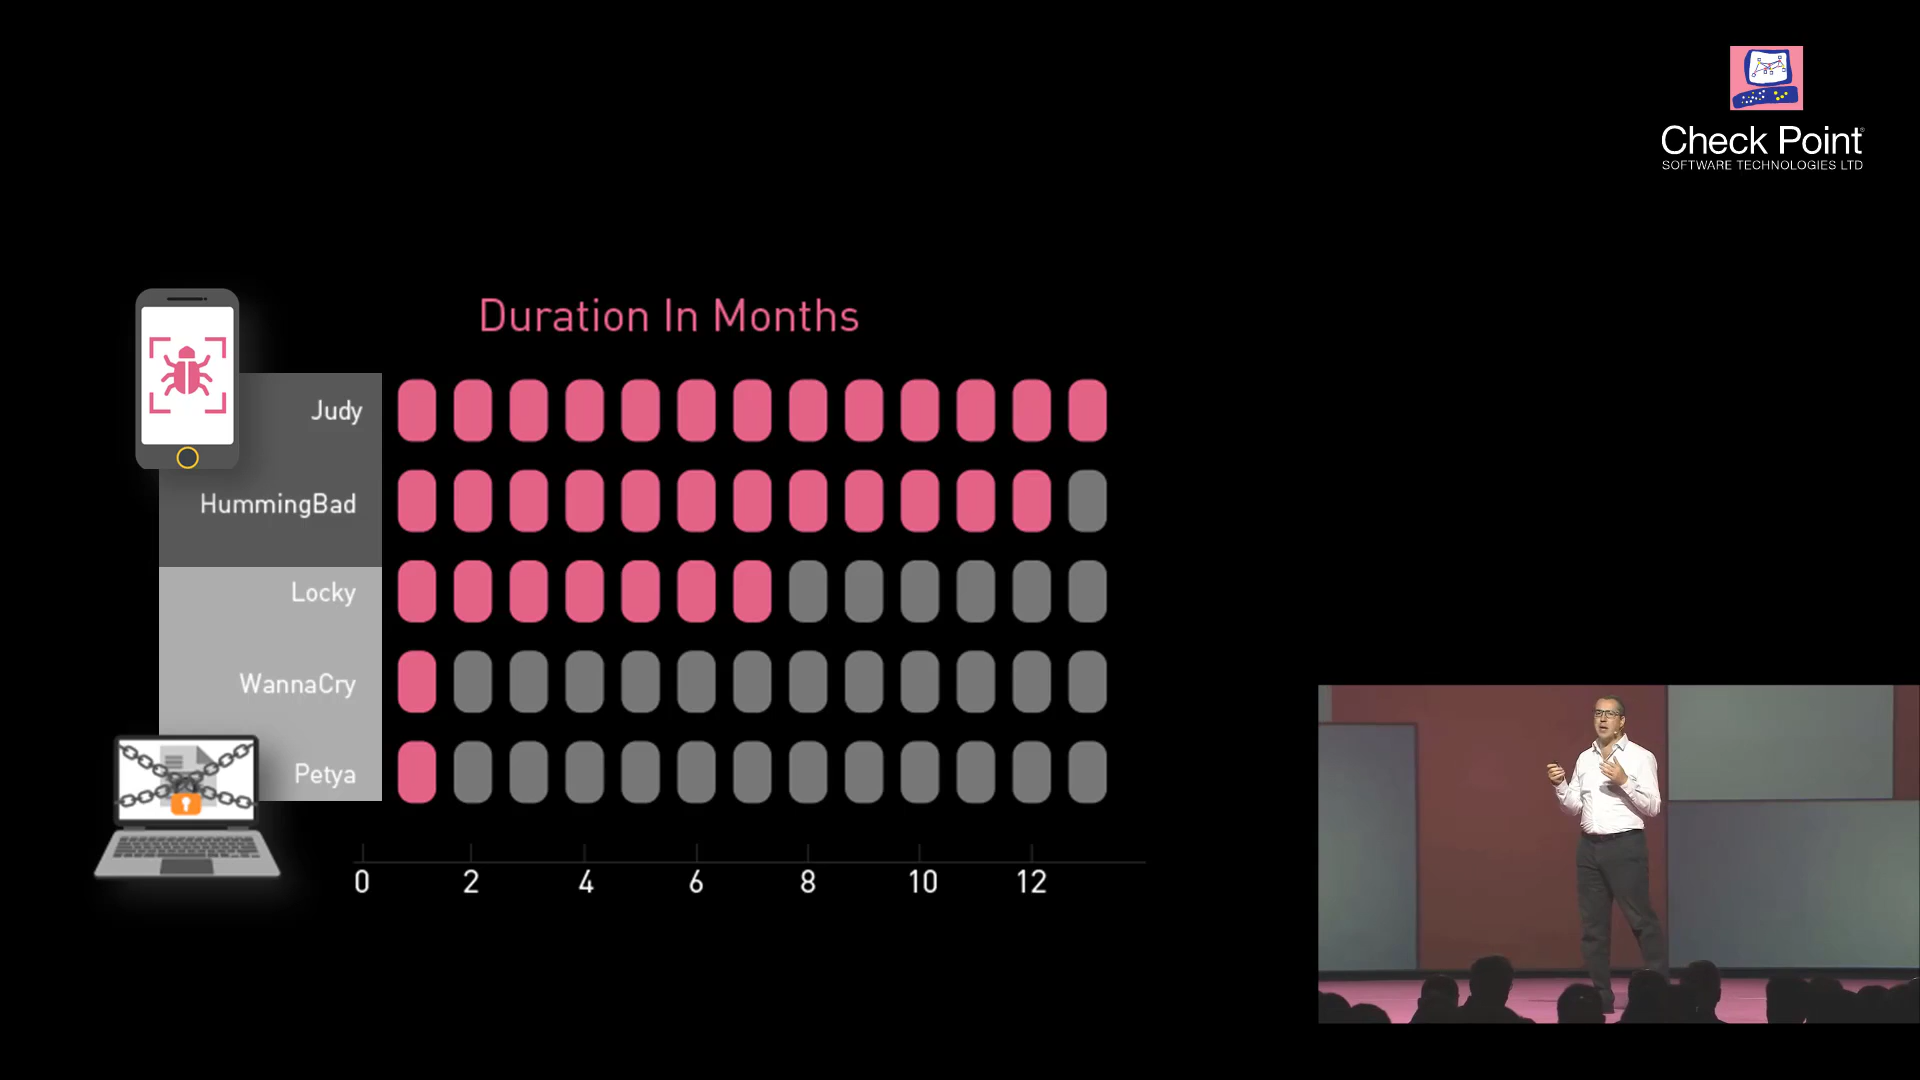 Check Point
SOFTWARE TECHNOLOGIES LTD
Duration In Months
Judy
HummingBad
Locky
WannaCry
Petya
0 2 4 6 8 10 12